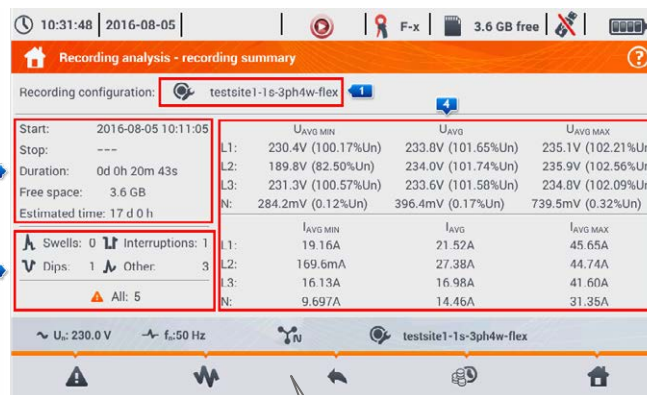 10:31:48 2016-08-05 F-x 3.6 GB free
Recording analysis - recording summary ?
Recording configuration: testsite1-1s-3ph4w-flex 1
4
Start: 2016-08-05 10:11:05
Stop: ---
Duration: 0d 0h 20m 43s
Free space: 3.6 GB
Estimated time: 17 d 0 h
Swells: 0 Interruptions: 1
Dips: 1 Other: 3
All: 5
UAVG MIN UAVG UAVG MAX
L1: 230.4V (100.17%Un) 233.8V (101.65%Un) 235.1V (102.21%Un)
L2: 189.8V (82.50%Un) 234.0V (101.74%Un) 235.9V (102.56%Un)
L3: 231.3V (100.57%Un) 233.6V (101.58%Un) 234.8V (102.09%Un)
N: 284.2mV (0.12%Un) 396.4mV (0.17%Un) 739.5mV (0.32%Un)
IAVG MIN IAVG IAVG MAX
L1: 19.16A 21.52A 45.65A
L2: 169.6mA 27.38A 44.74A
L3: 16.13A 16.98A 41.60A
N: 9.697A 14.46A 31.35A
Un: 230.0 V fn:50 Hz N testsite1-1s-3ph4w-flex